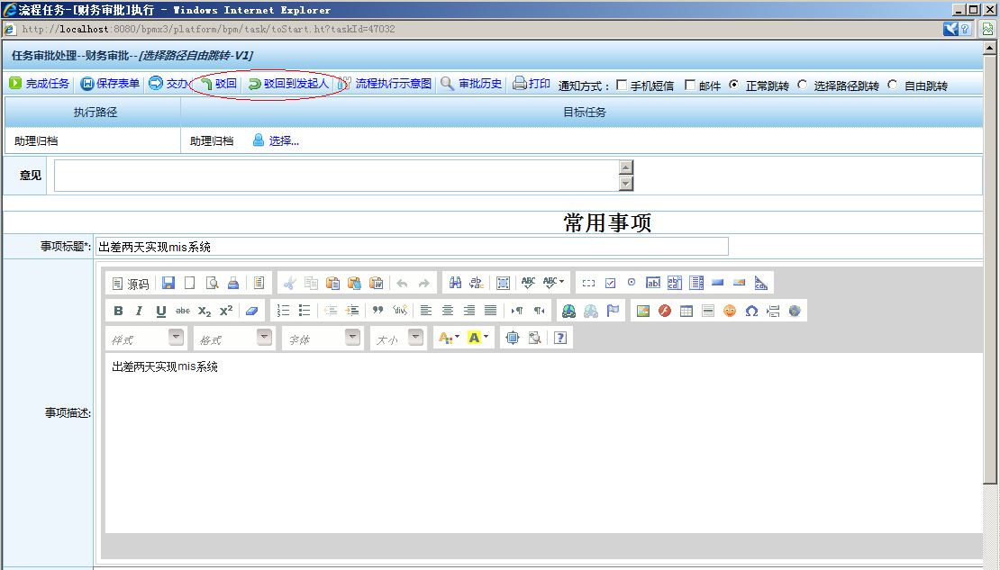 流程任务-[财务审批]执行 - Windows Internet Explorer
http://localhost:8080/bpmx3/platform/bpm/task/toStart.ht?taskId=47032
任务审批处理--财务审批--[选择路径自由跳转-V1]
完成任务 保存表单 交办 驳回 驳回到发起人 流程执行示意图 审批历史 打印 通知方式： 手机短信 邮件 正常跳转 选择路径跳转 自由跳转
执行路径 目标任务
助理归档 助理归档 选择...
意见
常用事项
事项标题*: 出差两天实现mis系统
源码
B I U abc X₂ X²
样式 格式 字体 大小
出差两天实现mis系统
事项描述: